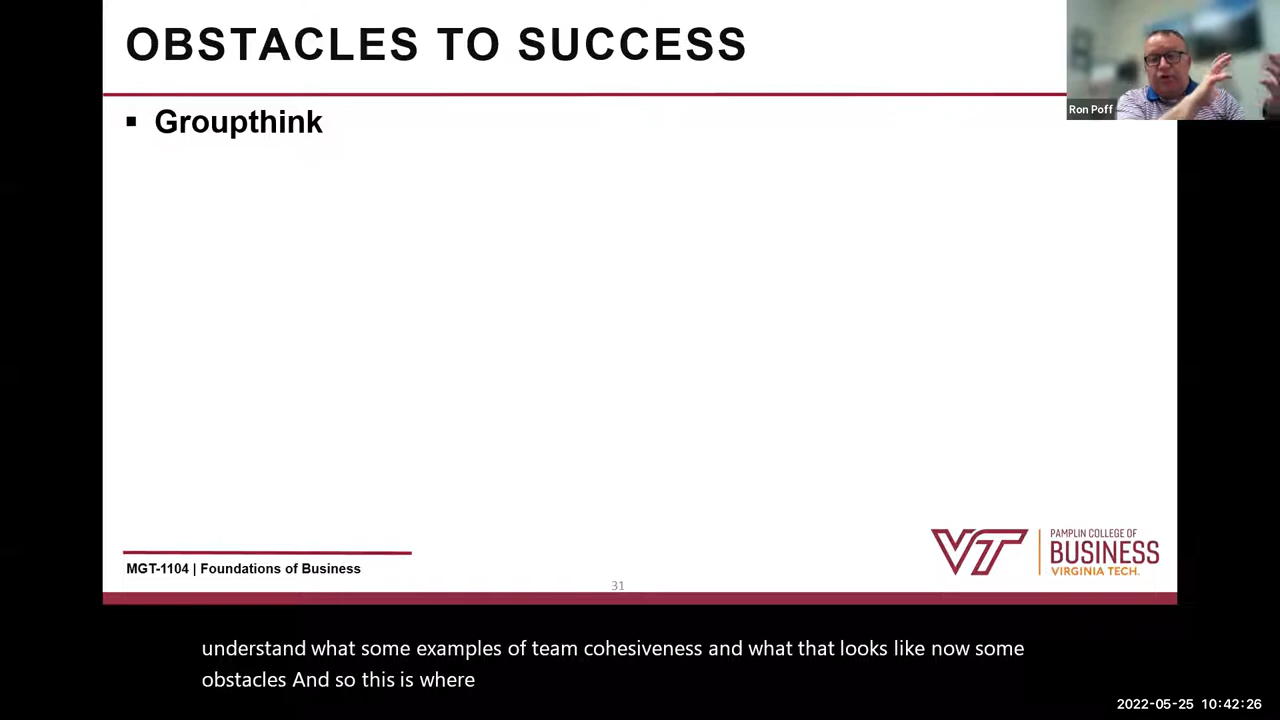 OBSTACLES TO SUCCESS
Ron Poff
▪ Groupthink
MGT-1104 | Foundations of Business
31
VT
PAMPLIN COLLEGE OF
BUSINESS
VIRGINIA TECH.
understand what some examples of team cohesiveness and what that looks like now some
obstacles And so this is where
2022-05-25 10:42:26